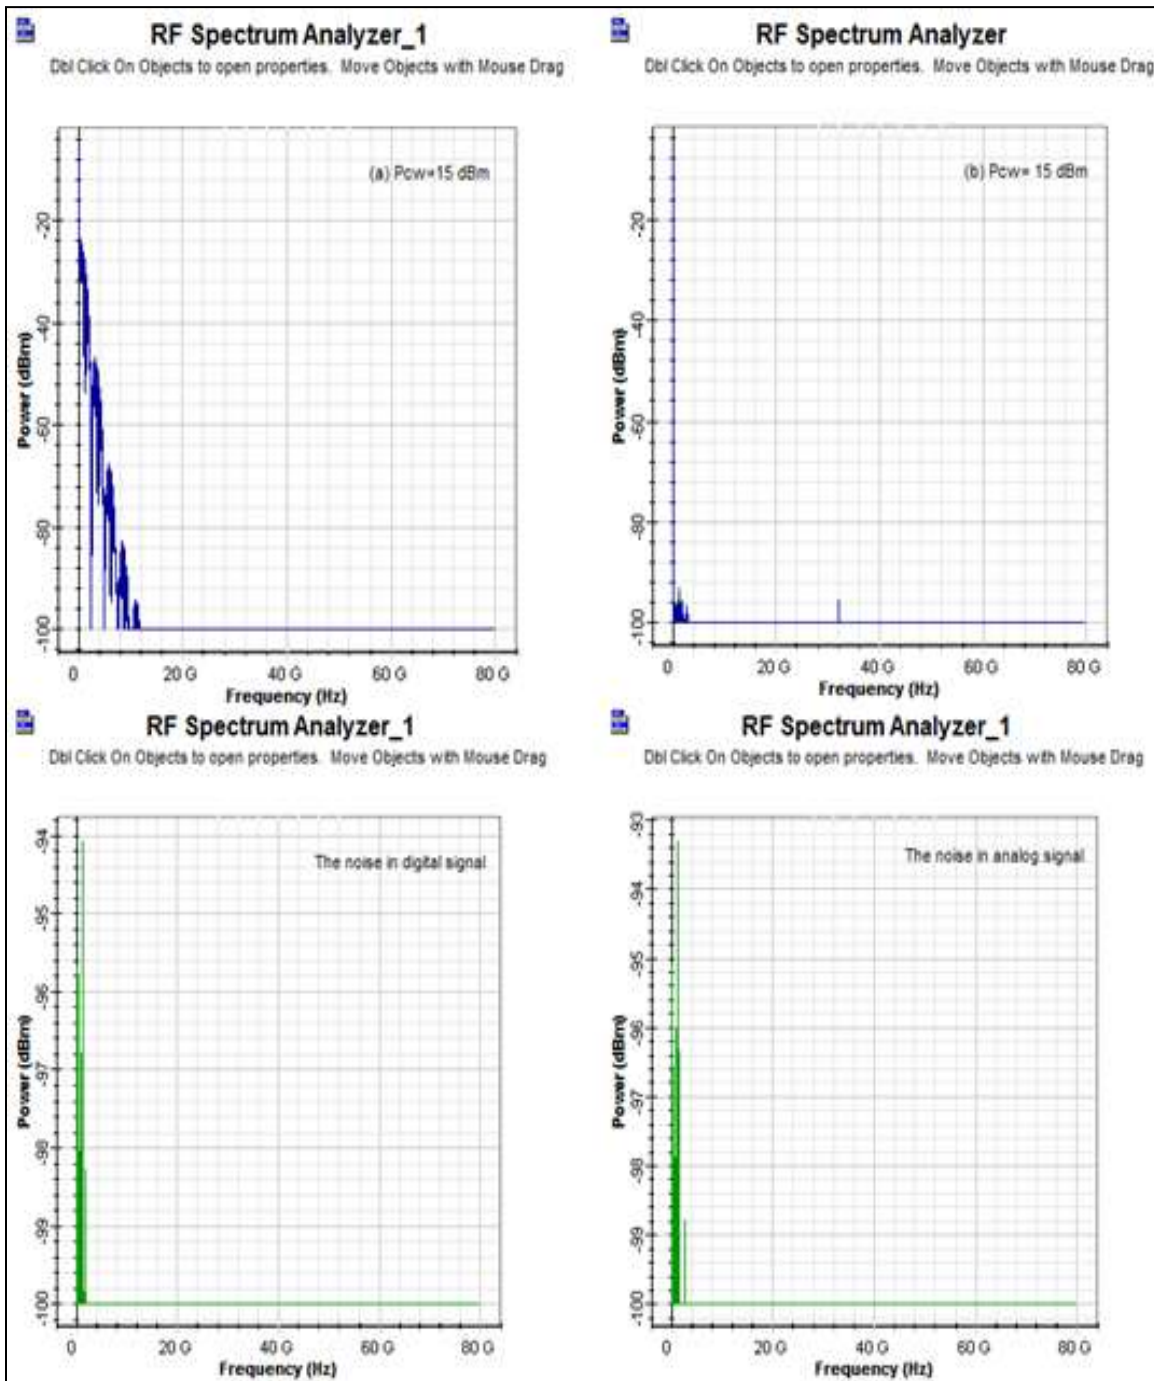 RF Spectrum Analyzer_1
Dbl Click On Objects to open properties. Move Objects with Mouse Drag
(a) Pcw=15 dBm
Power (dBm)
-20
-40
-60
-80
-100
0 20 G 40 G 60 G 80 G
Frequency (Hz)
RF Spectrum Analyzer
Dbl Click On Objects to open properties. Move Objects with Mouse Drag
(b) Pcw= 15 dBm
Power (dBm)
-20
-40
-60
-80
-100
0 20 G 40 G 60 G 80 G
Frequency (Hz)
RF Spectrum Analyzer_1
Dbl Click On Objects to open properties. Move Objects with Mouse Drag
The noise in digital signal
Power (dBm)
-94
-95
-96
-97
-98
-99
-100
0 20 G 40 G 60 G 80 G
Frequency (Hz)
RF Spectrum Analyzer_1
Dbl Click On Objects to open properties. Move Objects with Mouse Drag
The noise in analog signal
Power (dBm)
-93
-94
-95
-96
-97
-98
-99
-100
0 20 G 40 G 60 G 80 G
Frequency (Hz)